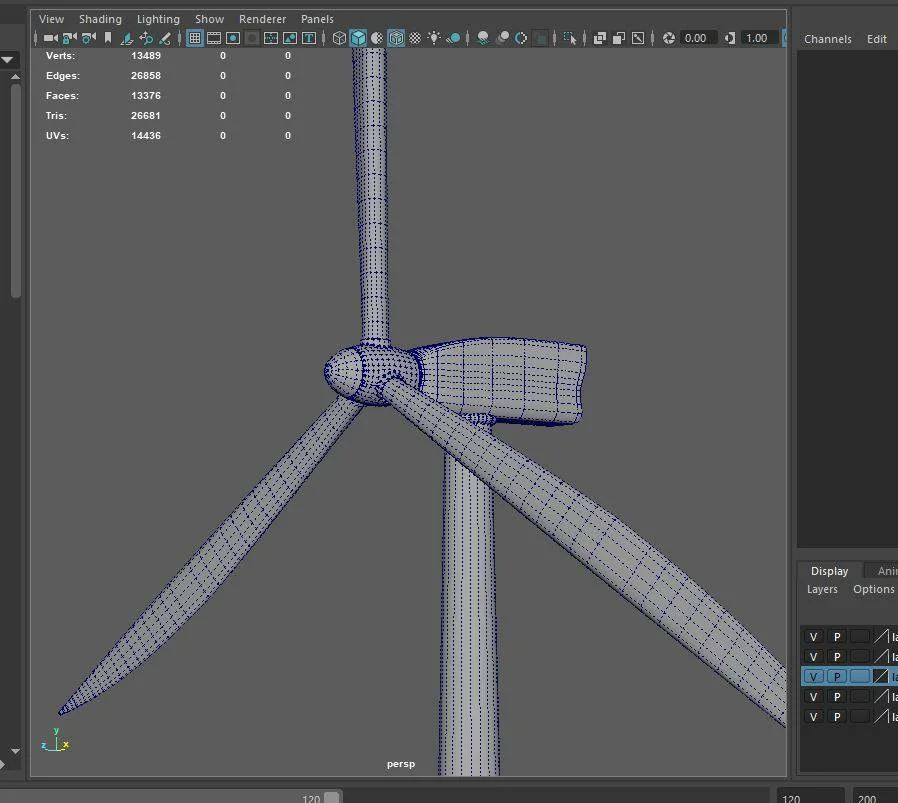 View Shading Lighting Show Renderer Panels
0.00 1.00
Channels Edit
Verts: 13489 0 0
Edges: 26858 0 0
Faces: 13376 0 0
Tris: 26681 0 0
UVs: 14436 0 0
Display Ani
Layers Options
V P la
V P la
V P la
V P la
V P la
y
z x
persp
120 120 200